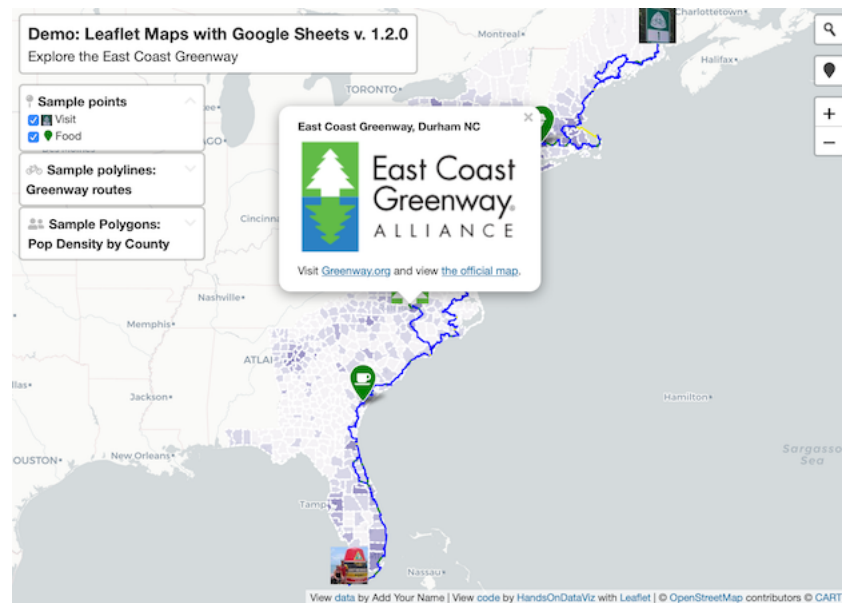 Demo: Leaflet Maps with Google Sheets v. 1.2.0
Explore the East Coast Greenway
Sample points
Visit
Food
Sample polylines:
Greenway routes
Sample Polygons:
Pop Density by County
East Coast Greenway, Durham NC
East Coast
Greenway®
ALLIANCE
Visit Greenway.org and view the official map.
Charlottetown
Montreal
Halifax
TORONTO
Cincin
Nashville
Memphis
ATLA
Jackson
Hamilton
New Orleans
OUSTON
Sargasso
Sea
Tampa
Nassau
1
+
−
View data by Add Your Name | View code by HandsOnDataViz with Leaflet | © OpenStreetMap contributors © CART